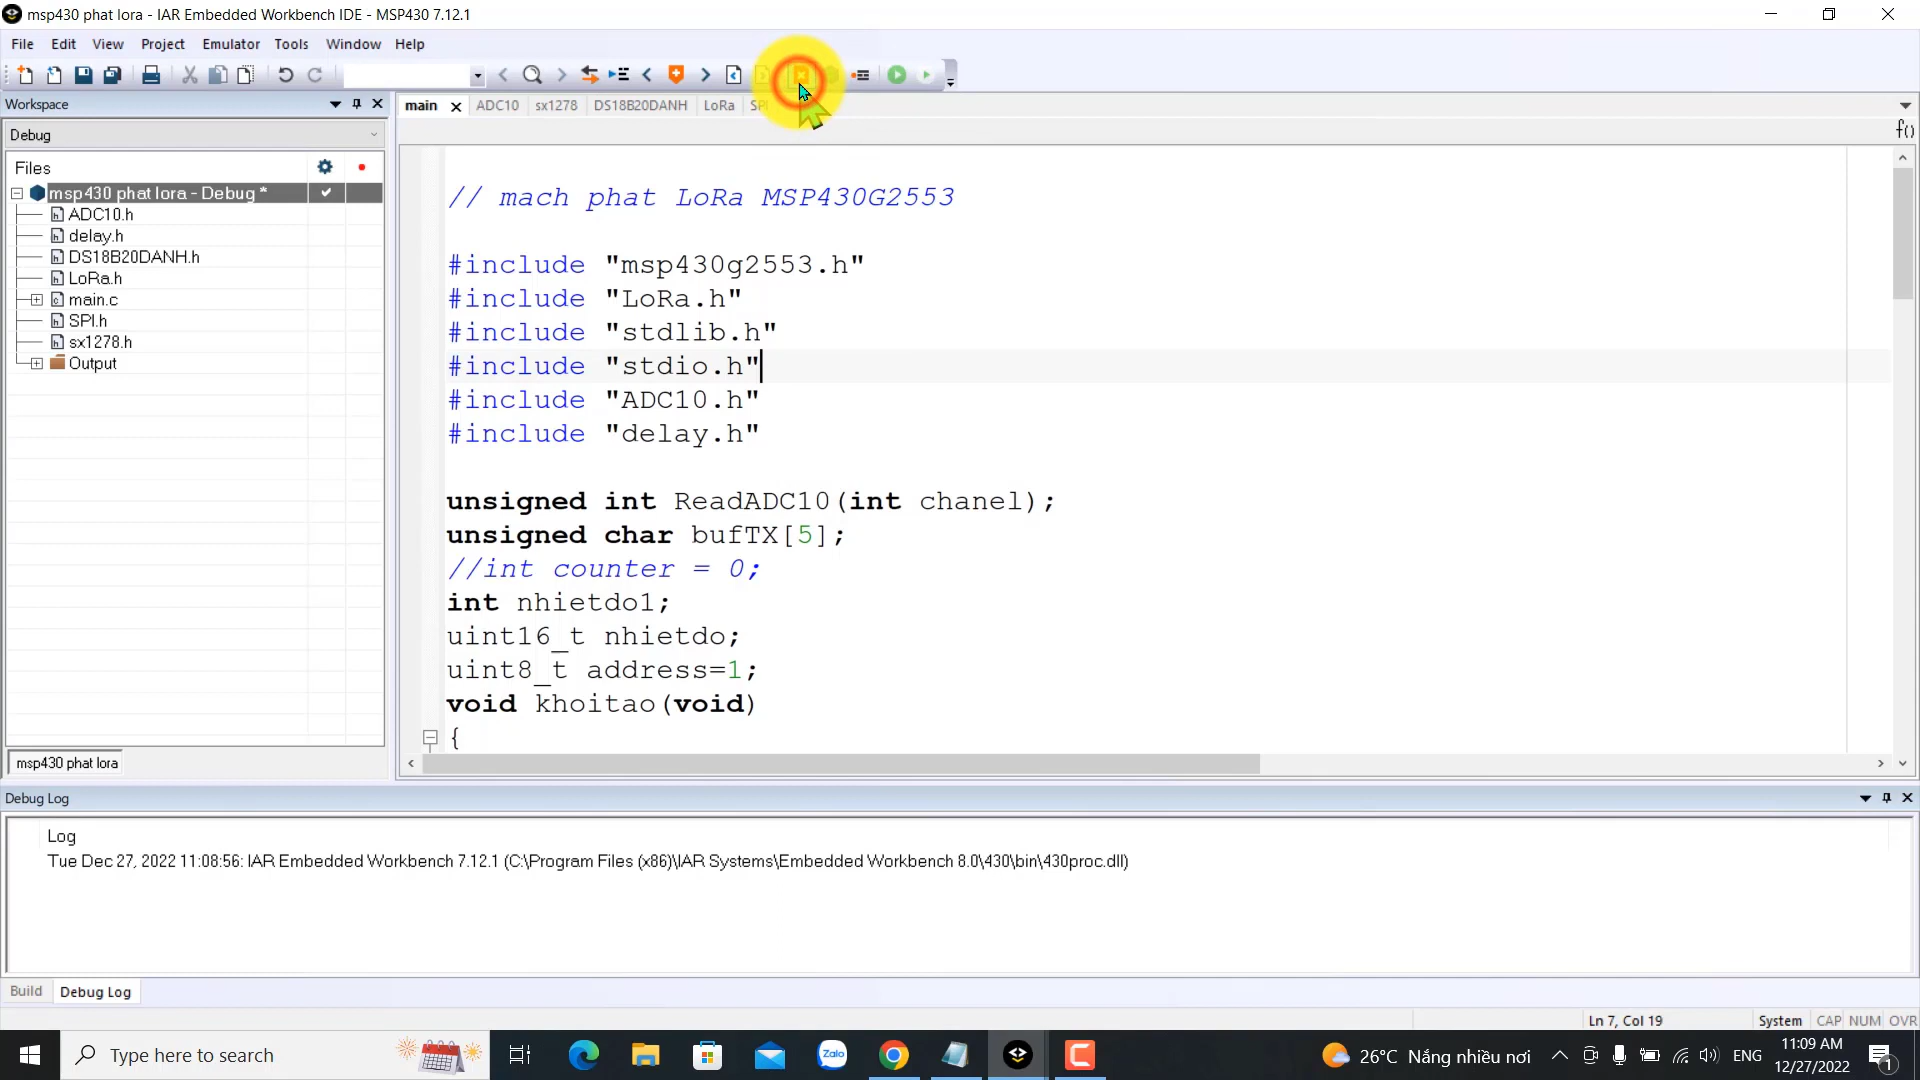 msp430 phat lora - IAR Embedded Workbench IDE - MSP430 7.12.1
File Edit View Project Emulator Tools Window Help
Workspace
main ADC10 sx1278 DS18B20DANH LoRa
Debug
f()
Files
msp430 phat lora - Debug *
ADC10.h
delay.h
DS18B20DANH.h
LoRa.h
main.c
SPI.h
sx1278.h
Output
msp430 phat lora
// mach phat LoRa MSP430G2553
#include "msp430g2553.h"
#include "LoRa.h"
#include "stdlib.h"
#include "stdio.h"
#include "ADC10.h"
#include "delay.h"
unsigned int ReadADC10(int chanel);
unsigned char bufTX[5];
//int counter = 0;
int nhietdo1;
uint16_t nhietdo;
uint8_t address=1;
void khoitao(void)
{
Debug Log
Log
Tue Dec 27, 2022 11:08:56: IAR Embedded Workbench 7.12.1 (C:\Program Files (x86)\IAR Systems\Embedded Workbench 8.0\430\bin\430proc.dll)
Build Debug Log
Ln 7, Col 19 System CAP NUM OVR
Type here to search
Zalo
26°C Nắng nhiều nơi
ENG
11:09 AM
12/27/2022
1